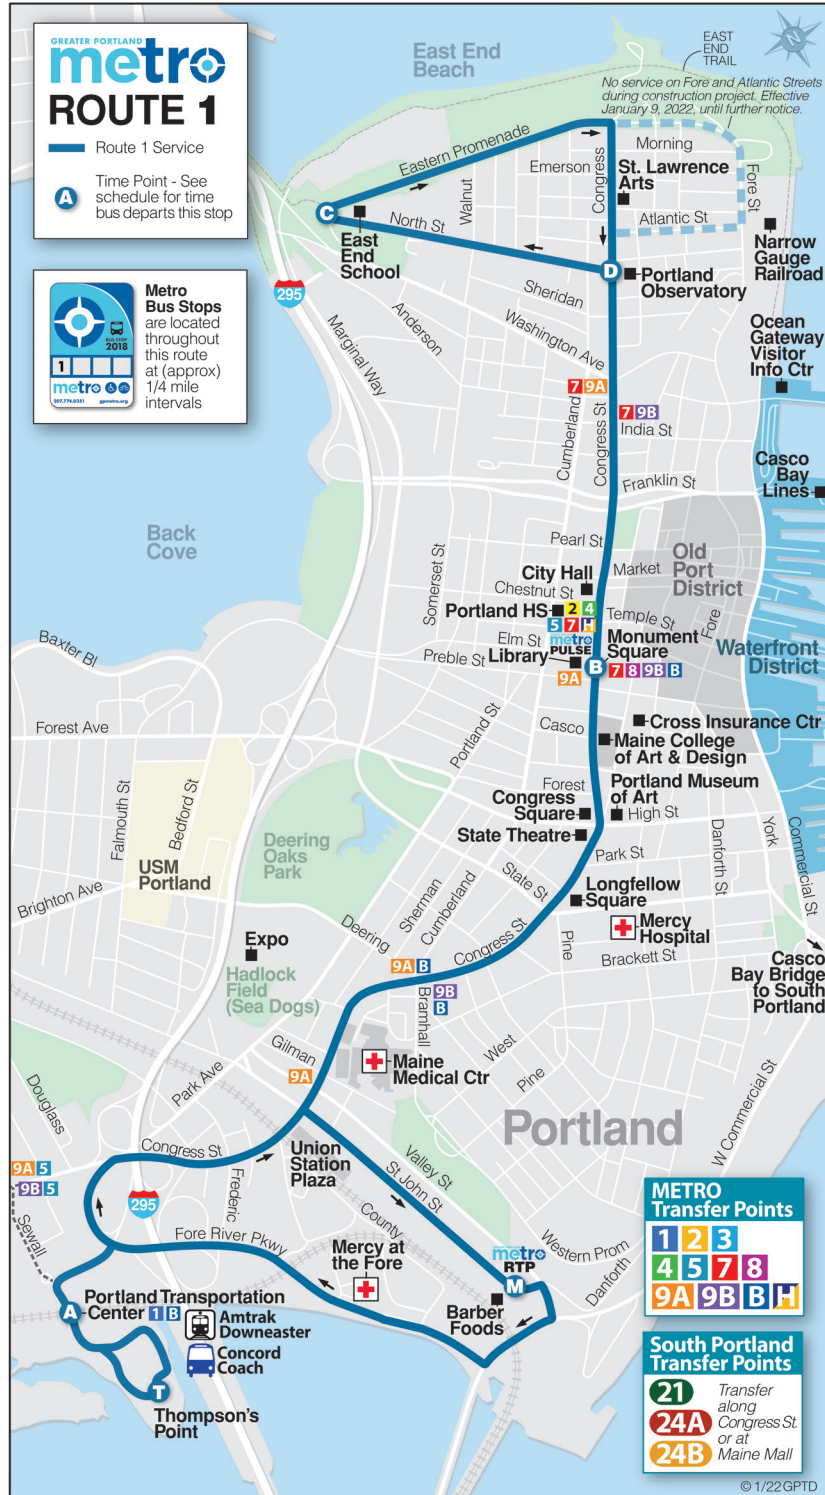 GREATER PORTLAND
metro
ROUTE 1
Route 1 Service
A
Time Point - See
schedule for time
bus departs this stop
BUS STOP
2018
1
metro
207.774.0351 gpmetro.org
Metro
Bus Stops
are located
throughout
this route
at (approx)
1/4 mile
intervals
East End
Beach
EAST
END
TRAIL
N
No service on Fore and Atlantic Streets
during construction project. Effective
January 9, 2022, until further notice.
Eastern Promenade
Morning
Emerson
Congress
St. Lawrence
Arts
Walnut
Fore St
Atlantic St
C
East
End
School
North St
Narrow
Gauge
Railroad
D
Portland
Observatory
295
Sheridan
Anderson
Washington Ave
Marginal Way
Ocean
Gateway
Visitor
Info Ctr
7 9A
Cumberland
Congress St
7 9B
India St
Casco
Bay
Lines
Franklin St
Back
Cove
Pearl St
Old
Port
District
Market
City Hall
Chestnut St
Somerset St
Portland HS
2 4
5 7 H
Temple St
Fore
Elm St
metro
PULSE
Monument
Square
Waterfront
District
Baxter Bl
Preble St
Library
B
9A
7 8 9B B
Forest Ave
Portland St
Casco
Cross Insurance Ctr
Maine College
of Art & Design
Falmouth St
Bedford St
Forest
Portland Museum
of Art
Congress
Square
High St
State Theatre
Deering
Oaks
Park
USM
Portland
Park St
Danforth St
York
Commercial St
Brighton Ave
State St
Sherman
Cumberland
Longfellow
Square
Deering
Congress St
Mercy
Hospital
Pine
Expo
Brackett St
Casco
Bay Bridge
to South
Portland
Hadlock
Field
(Sea Dogs)
9A B
Bramhall
9B
B
Gilman
West
Pine
9A
Maine
Medical Ctr
Park Ave
Douglass
Portland
W Commercial St
Congress St
Union
Station
Plaza
Valley St
St John St
9A 5
9B 5
Frederic
295
County
Sewall
Fore River Pkwy
Mercy at
the Fore
metro
RTP
Western Prom
M
Danforth
Barber
Foods
A
Portland Transportation
Center 1 B
Amtrak
Downeaster
Concord
Coach
T
Thompson's
Point
METRO
Transfer Points
1 2 3
4 5 7 8
9A 9B B H
South Portland
Transfer Points
21
24A
24B
Transfer
along
Congress St.
or at
Maine Mall
© 1/22 GPTD